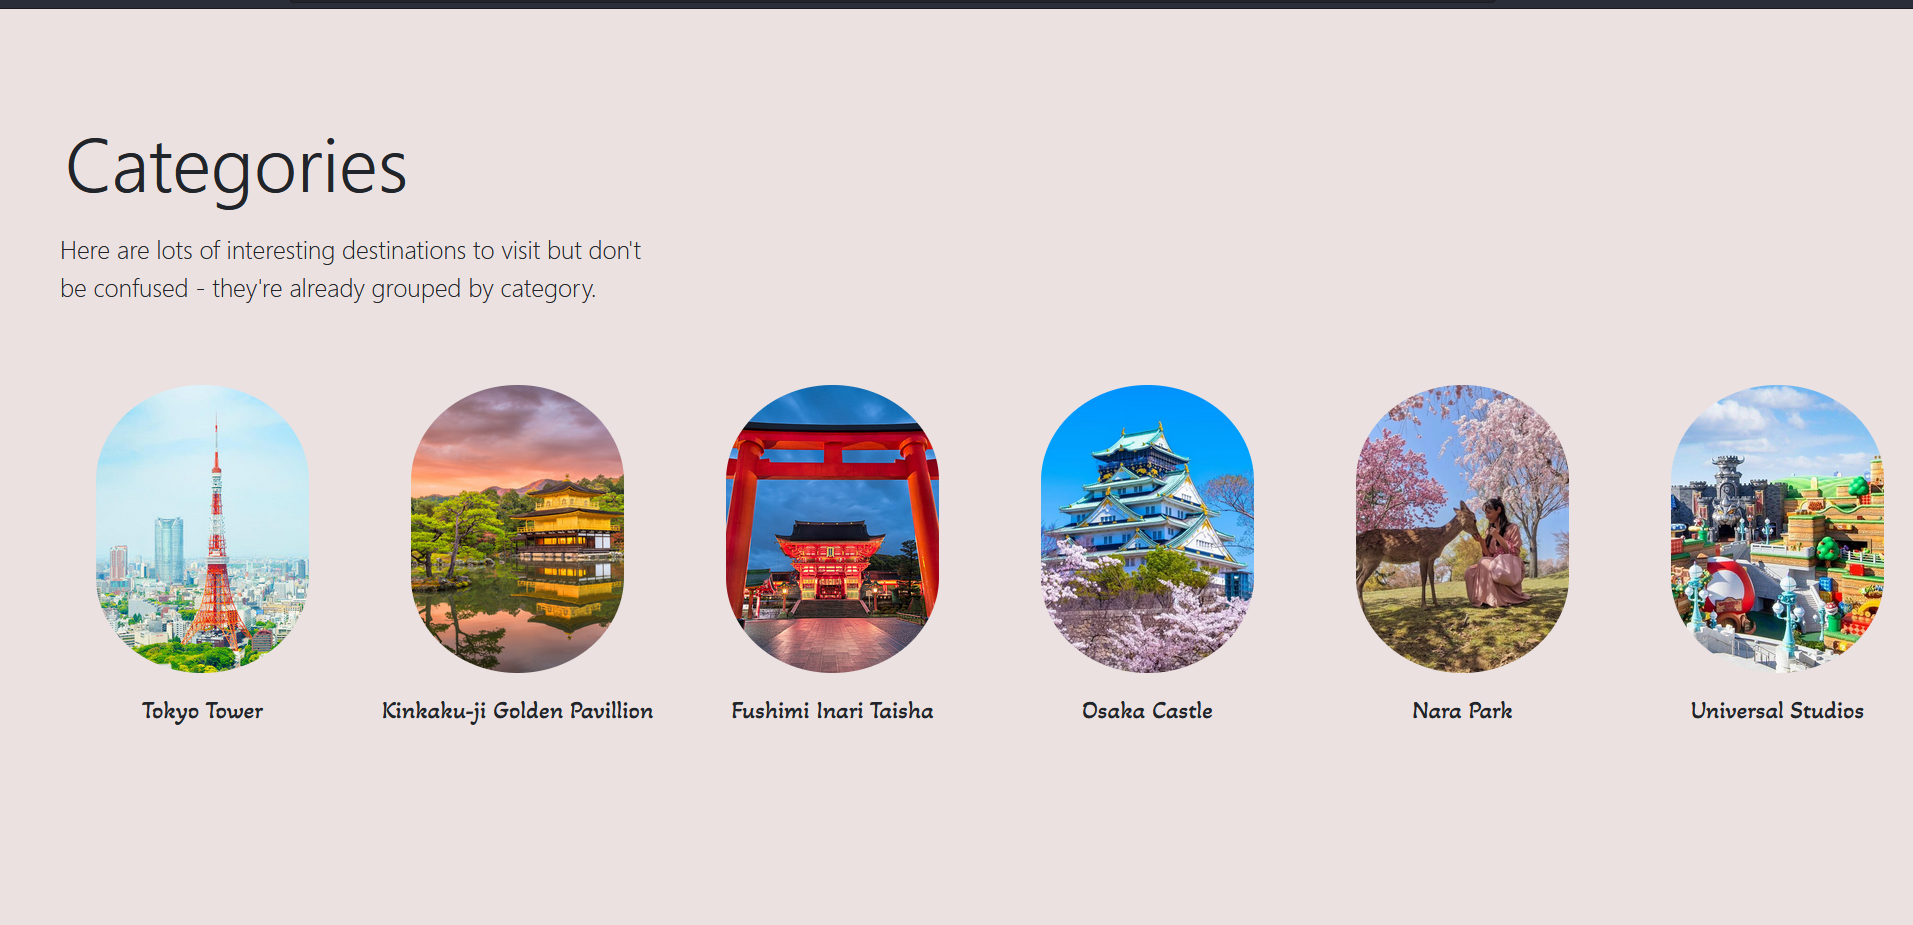 Categories
Here are lots of interesting destinations to visit but don't
be confused - they're already grouped by category.
Tokyo Tower
Kinkaku-ji Golden Pavillion
Fushimi Inari Taisha
Osaka Castle
Nara Park
Universal Studios